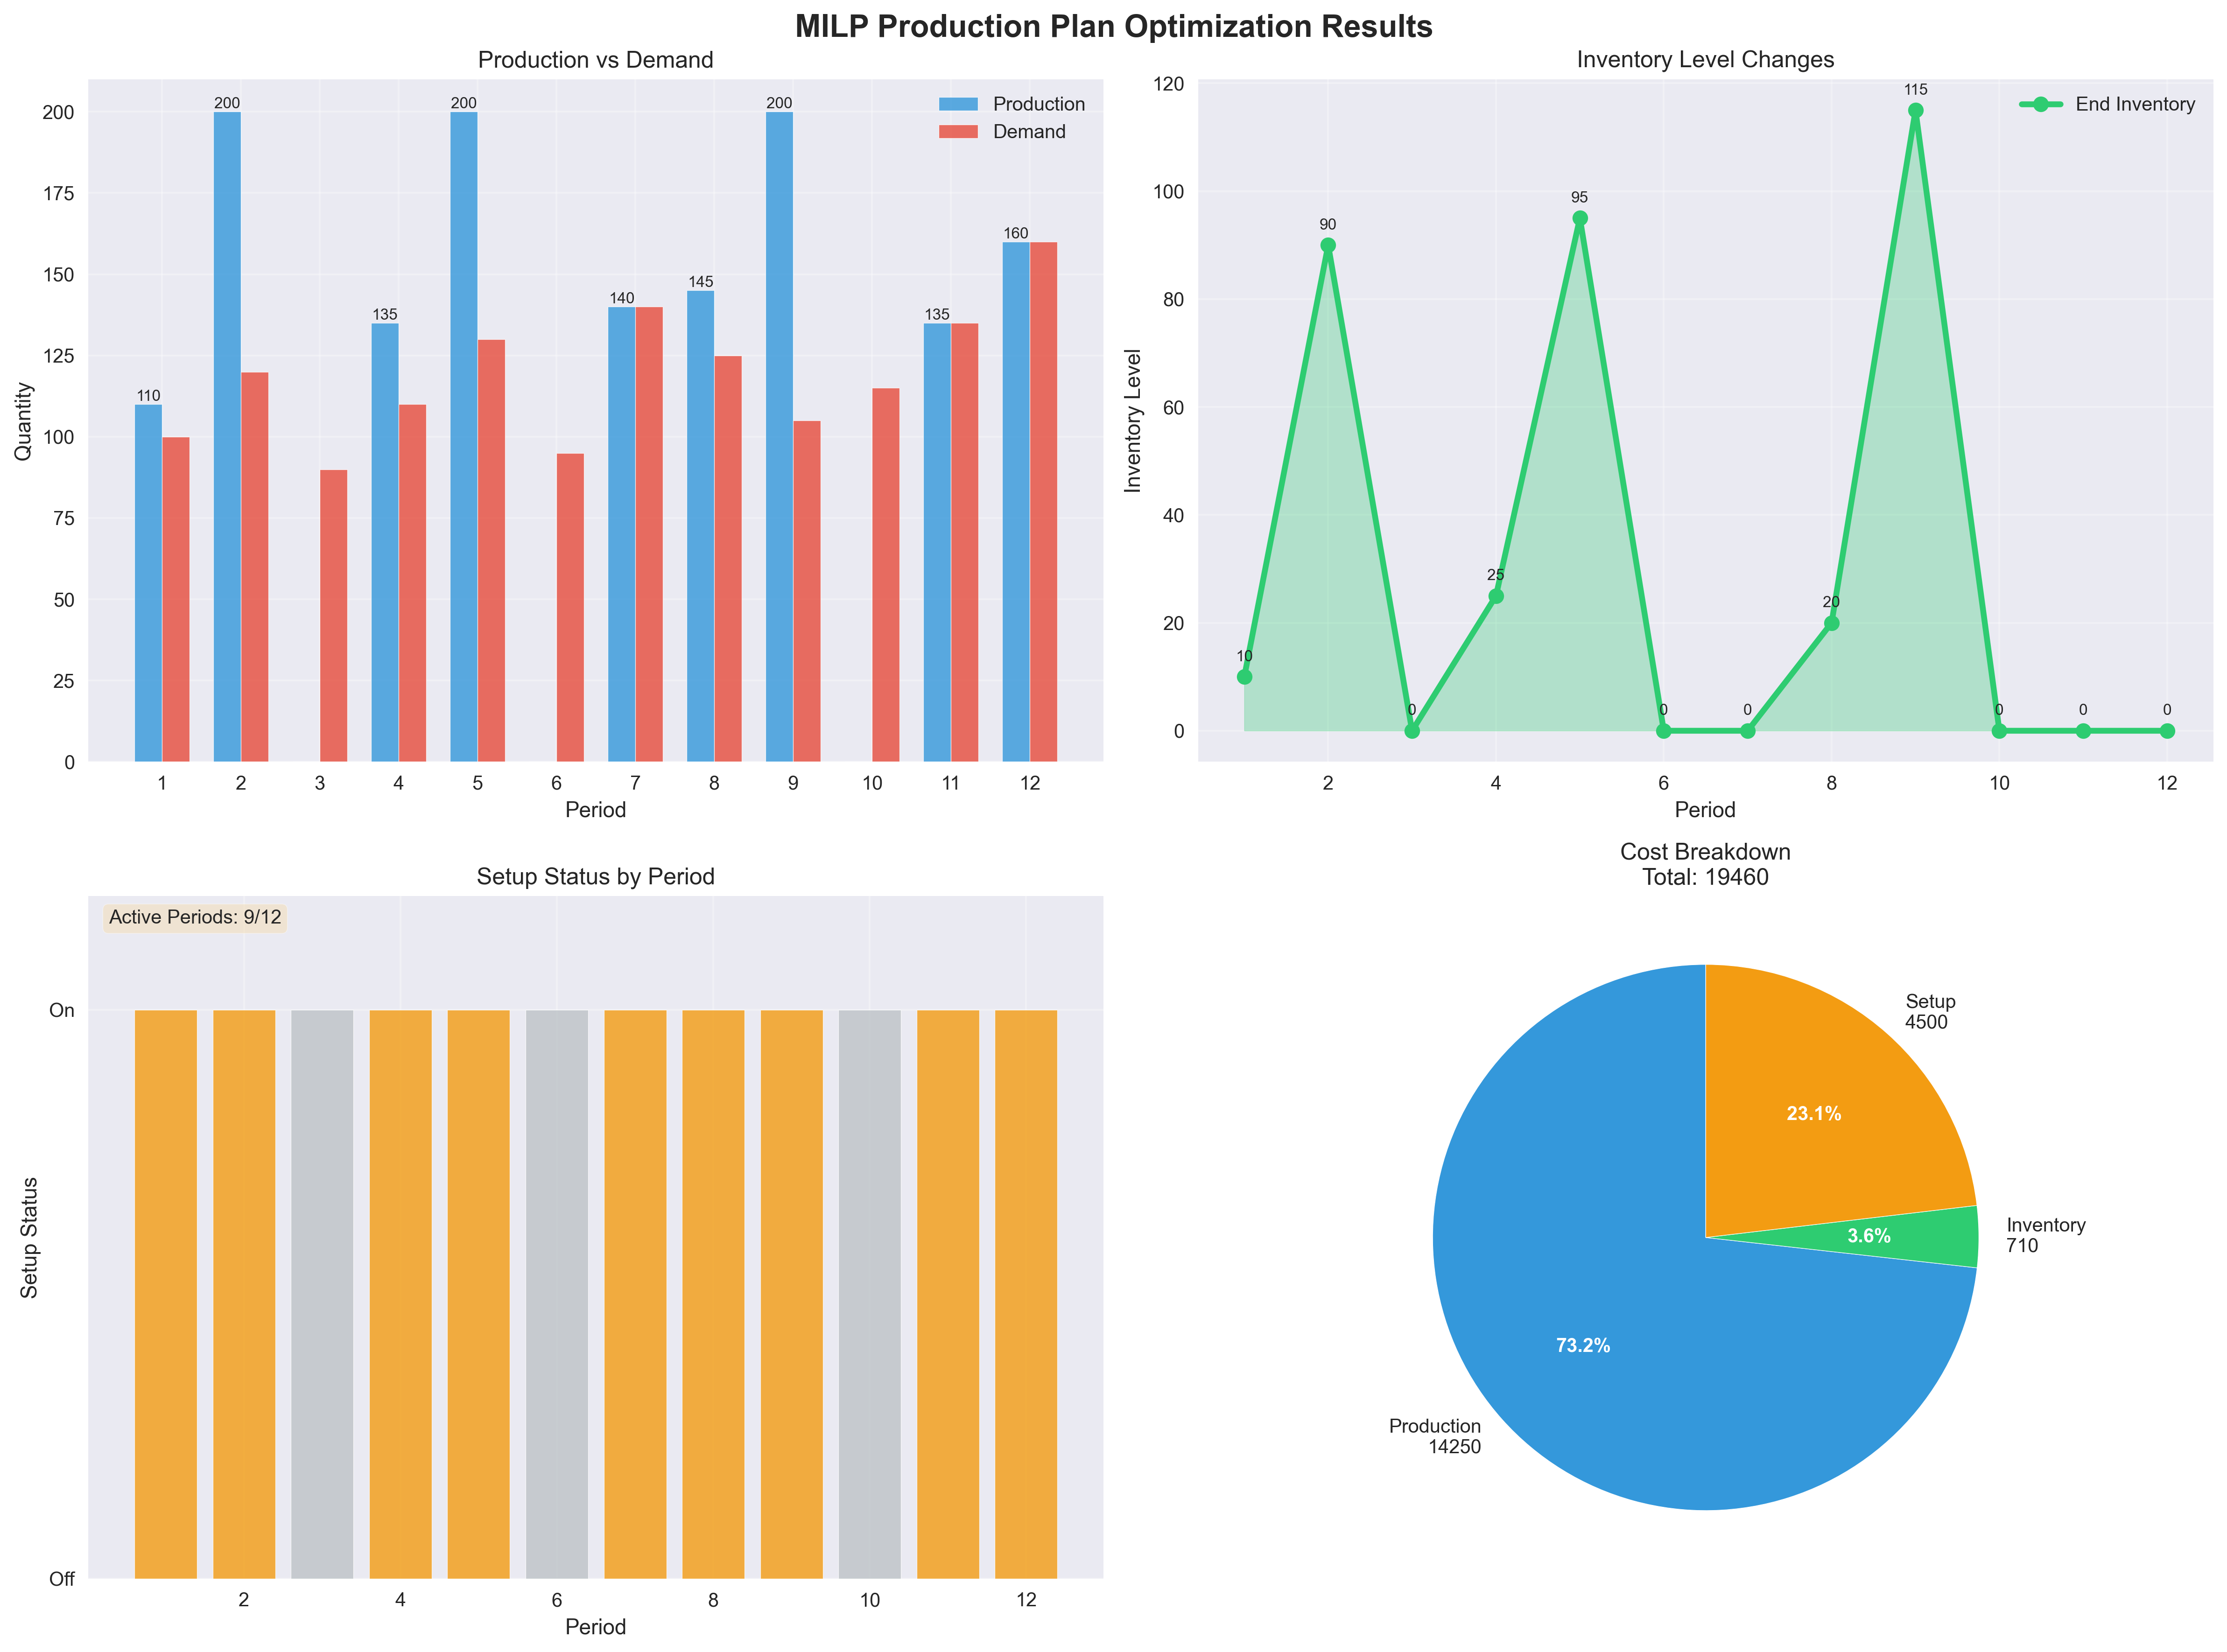 MILP Production Plan Optimization Results
Production vs Demand
200
175
150
125
100
75
50
25
0
Quantity
110
200
135
200
140
145
200
135
160
Production
Demand
1 2 3 4 5 6 7 8 9 10 11 12
Period
Inventory Level Changes
120
100
80
60
40
20
0
Inventory Level
10
90
0
25
95
0
0
20
115
0
0
0
End Inventory
2 4 6 8 10 12
Period
Setup Status by Period
Active Periods: 9/12
On
Off
Setup Status
2 4 6 8 10 12
Period
Cost Breakdown
Total: 19460
Setup
4500
23.1%
Inventory
710
3.6%
73.2%
Production
14250